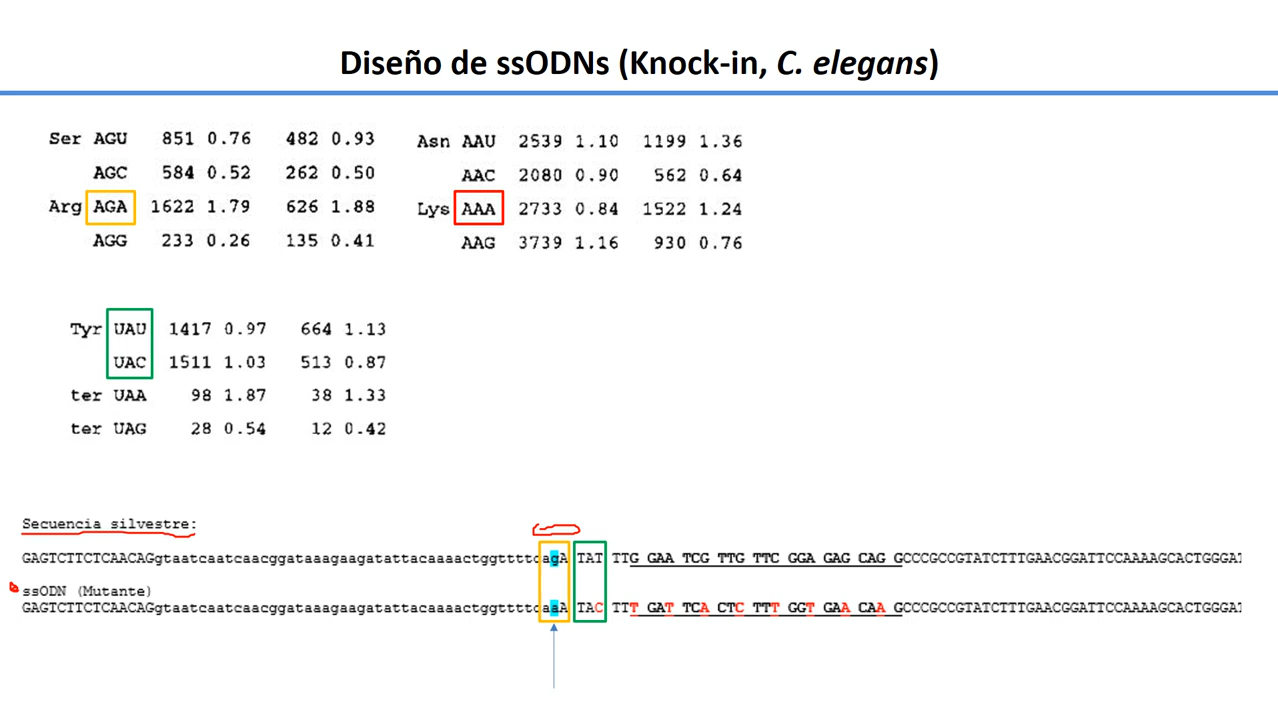 Diseño de ssODNs (Knock-in, C. elegans)
Ser AGU 851 0.76 482 0.93
AGC 584 0.52 262 0.50
Arg AGA 1622 1.79 626 1.88
AGG 233 0.26 135 0.41
Asn AAU 2539 1.10 1199 1.36
AAC 2080 0.90 562 0.64
Lys AAA 2733 0.84 1522 1.24
AAG 3739 1.16 930 0.76
Tyr UAU 1417 0.97 664 1.13
UAC 1511 1.03 513 0.87
ter UAA 98 1.87 38 1.33
ter UAG 28 0.54 12 0.42
Secuencia silvestre:
GAGTCTTCTCAACAGgtaatcaatcaacggataaagaagatattacaaaactggttttcagA TAT TTG GAA TCG TTG TTC GGA GAG CAG GCCCGCCGTATCTTTGAACGGATTCCAAAAGCACTGGGAT
ssODN (Mutante)
GAGTCTTCTCAACAGgtaatcaatcaacggataaagaagatattacaaaactggttttcaaA TAC TTT GAT TCA CTC TTT GGT GAA CAA GCCCGCCGTATCTTTGAACGGATTCCAAAAGCACTGGGAT